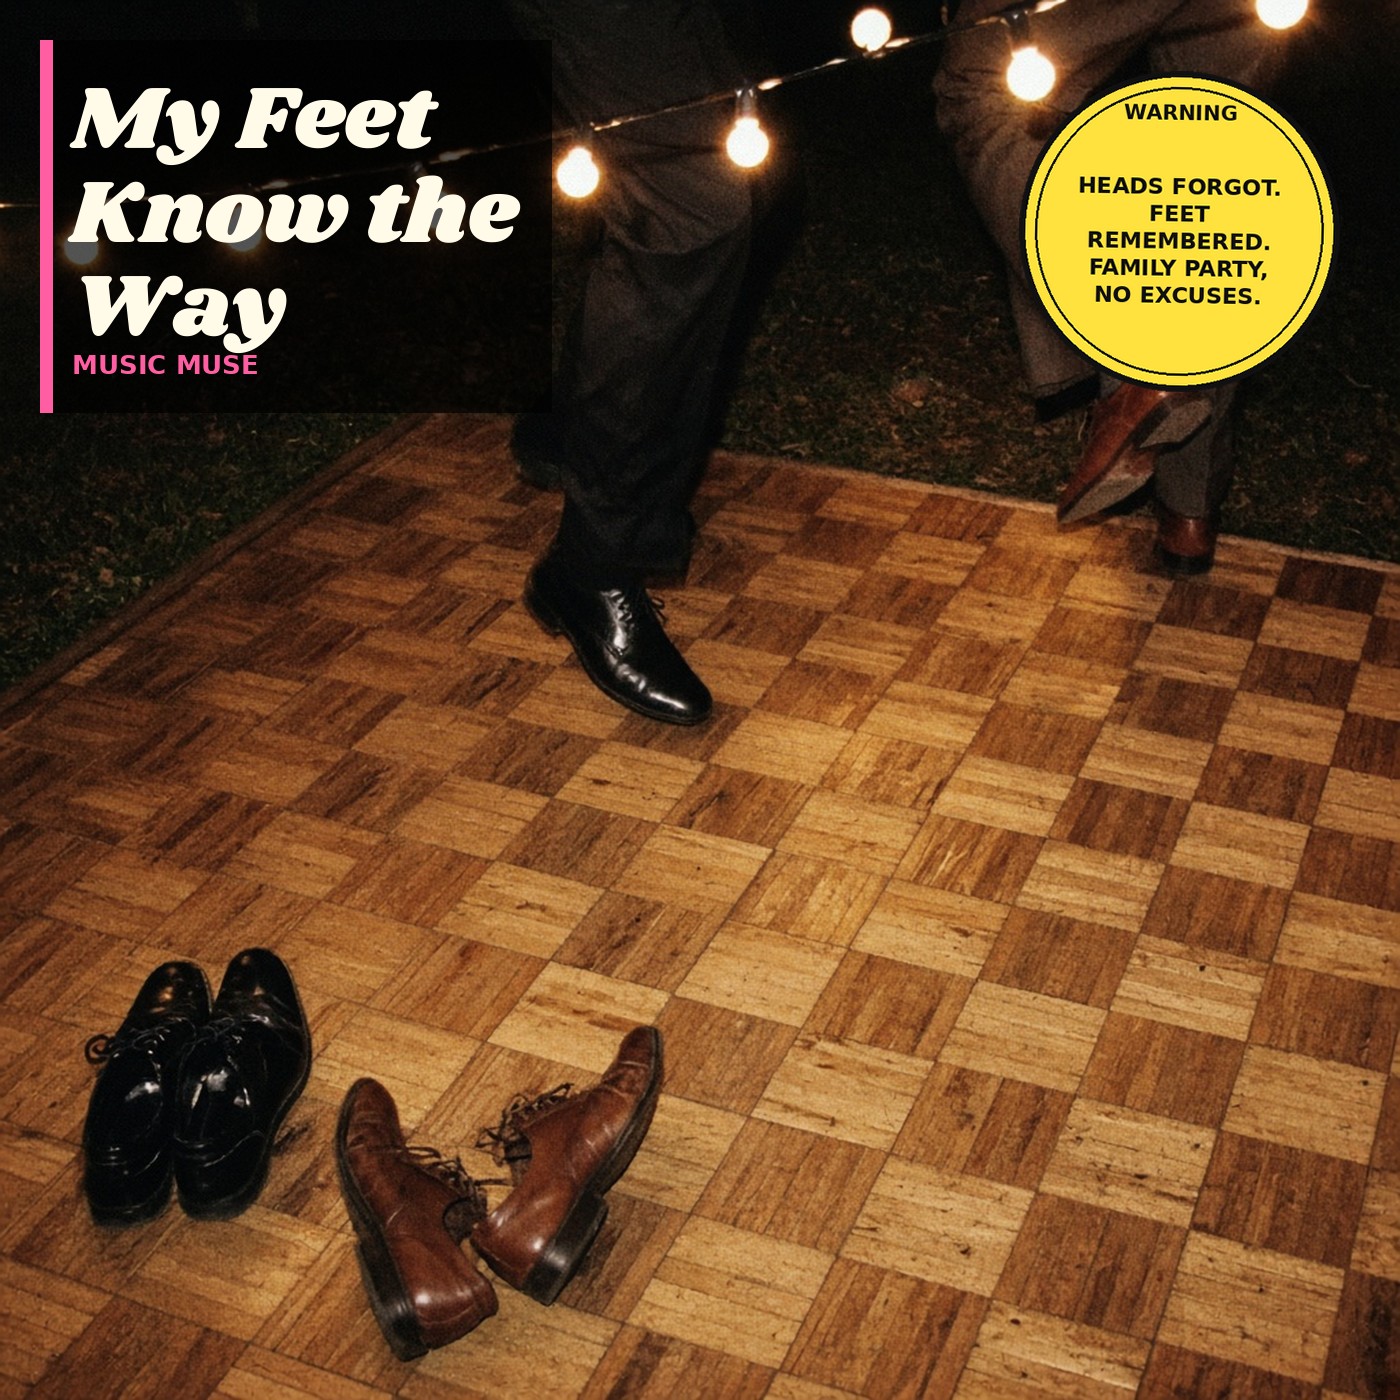 My Feet
Know the
Way
MUSIC MUSE
WARNING
HEADS FORGOT.
FEET
REMEMBERED.
FAMILY PARTY,
NO EXCUSES.